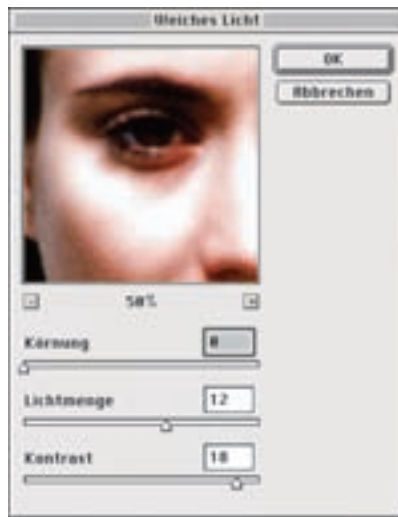 Weiches Licht
OK
Abbrechen
50%
Körnung
0
Lichtmenge
12
Kontrast
18